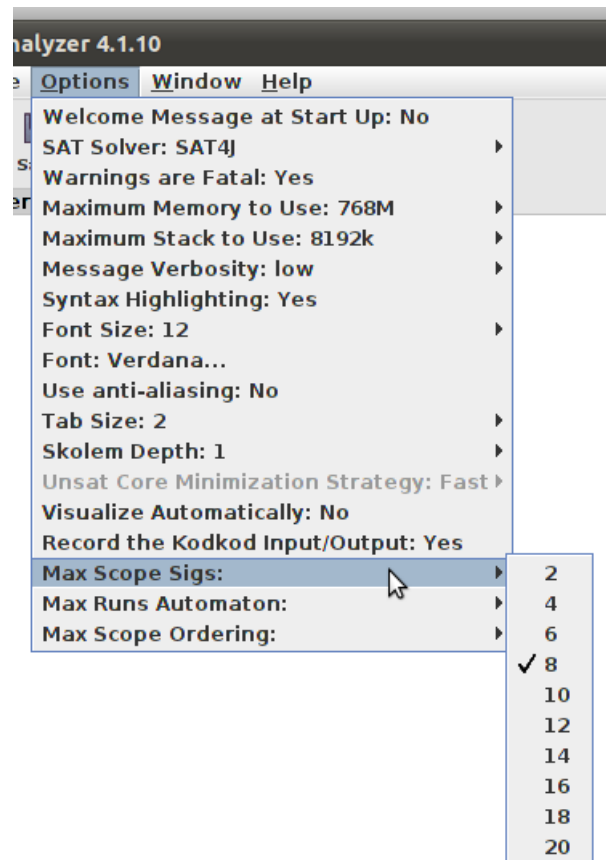 nalyzer 4.1.10
e Options Window Help
Welcome Message at Start Up: No
SAT Solver: SAT4J
Warnings are Fatal: Yes
Maximum Memory to Use: 768M
Maximum Stack to Use: 8192k
Message Verbosity: low
Syntax Highlighting: Yes
Font Size: 12
Font: Verdana...
Use anti-aliasing: No
Tab Size: 2
Skolem Depth: 1
Unsat Core Minimization Strategy: Fast
Visualize Automatically: No
Record the Kodkod Input/Output: Yes
Max Scope Sigs:
Max Runs Automaton:
Max Scope Ordering:
2
4
6
8
10
12
14
16
18
20